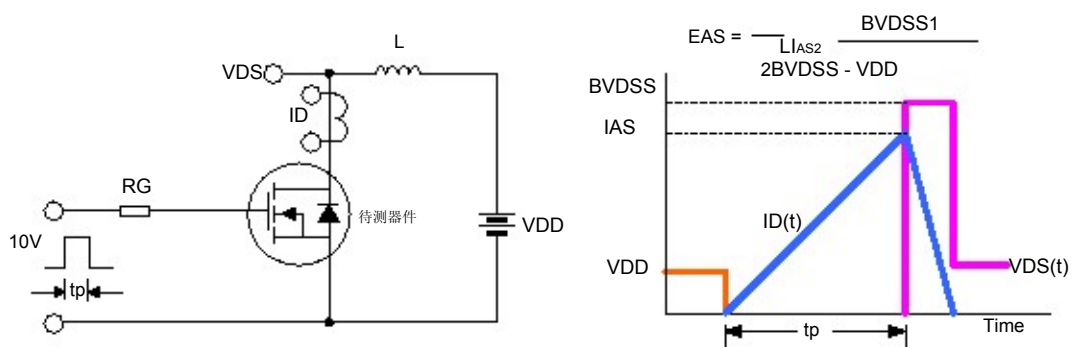 L
VDS
ID
RG
待测器件
10V
VDD
tp
BVDSS1
EAS =
LIAS2
2BVDSS - VDD
BVDSS
IAS
ID(t)
VDD
VDS(t)
tp
Time